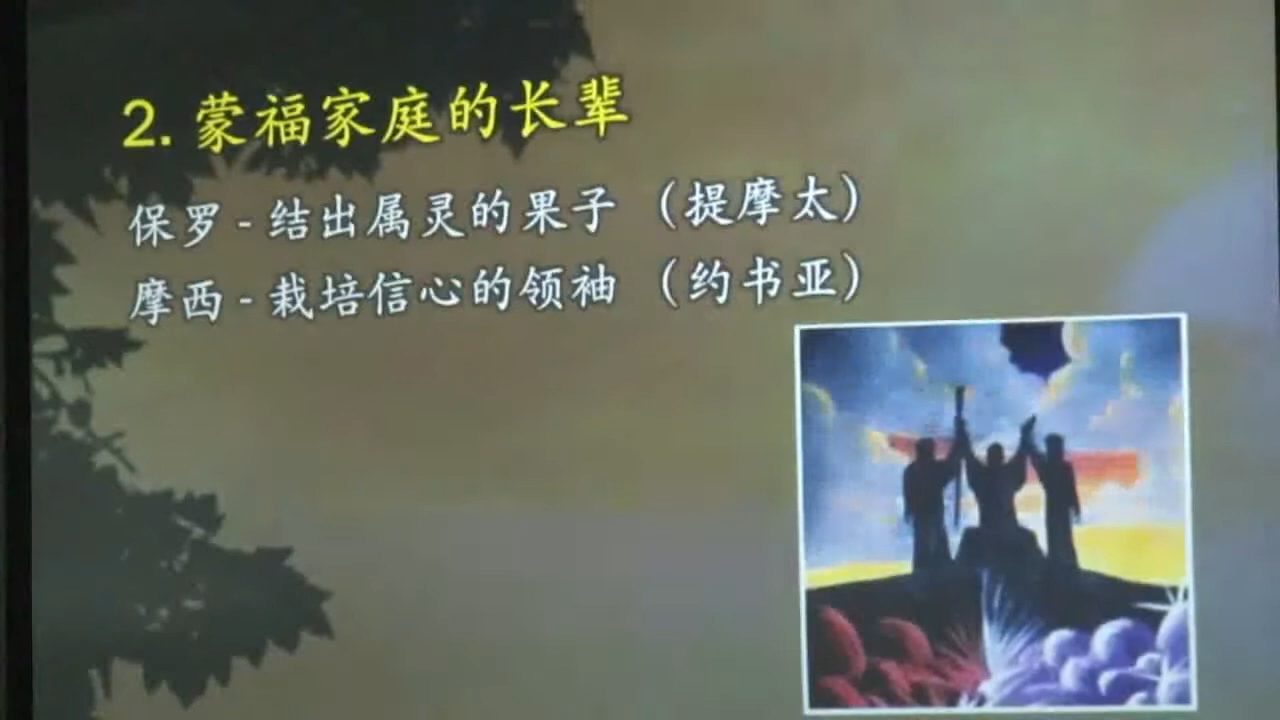 2. 蒙福家庭的长辈
保罗 - 结出属灵的果子 （提摩太）
摩西 - 栽培信心的领袖 （约书亚）